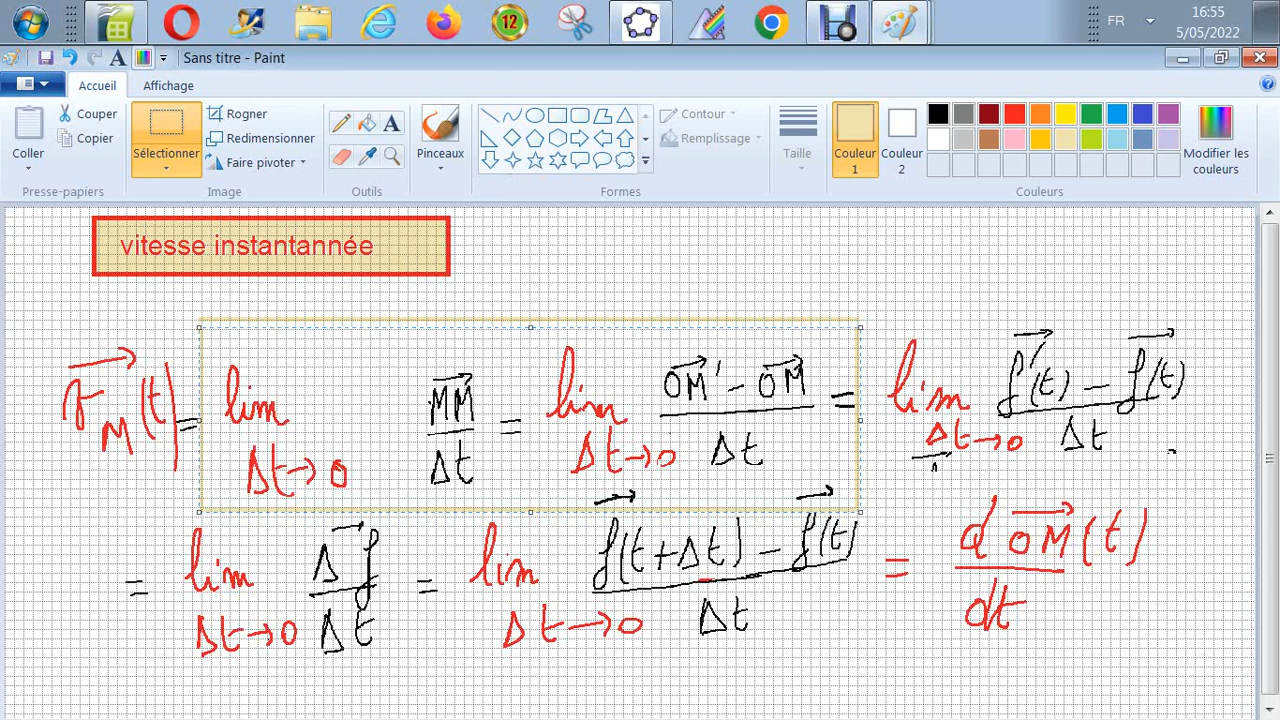 12
FR
16:55
5/05/2022
Sans titre - Paint
Accueil Affichage
Coller
Couper
Copier
Presse-papiers
Sélectionner
Rogner
Redimensionner
Faire pivoter
Image
A
Outils
Pinceaux
Contour
Remplissage
Formes
Taille
Couleur 1
Couleur 2
Modifier les couleurs
Couleurs
vitesse instantannée
M(t) = lim Δt→0 MM/Δt = lim Δt→0 (OM' - OM)/Δt = lim Δt→0 (f'(t) - f(t))/Δt
= lim Δt→0 Δf/Δt = lim Δt→0 (f(t+Δt) - f(t))/Δt = d OM(t)/dt